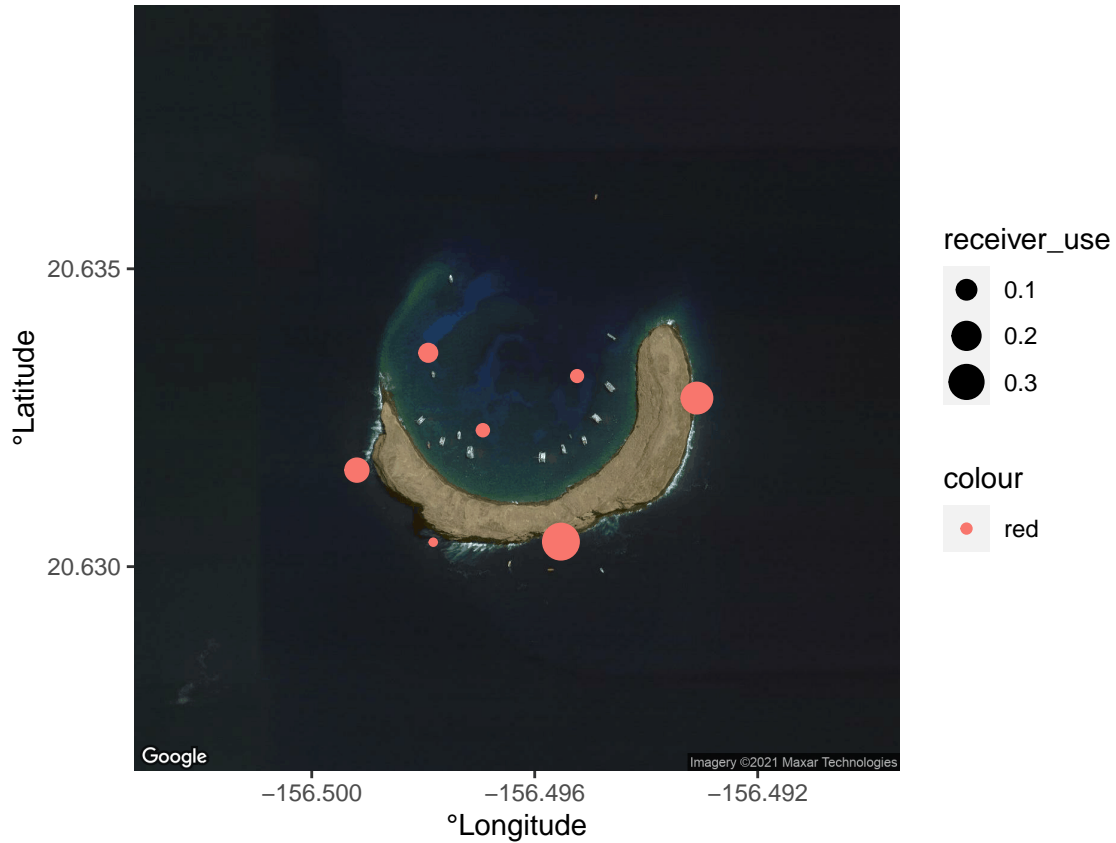 receiver_use
0.1
0.2
0.3
colour
red
20.635
20.630
°Latitude
Google
Imagery ©2021 Maxar Technologies
−156.500
−156.496
−156.492
°Longitude